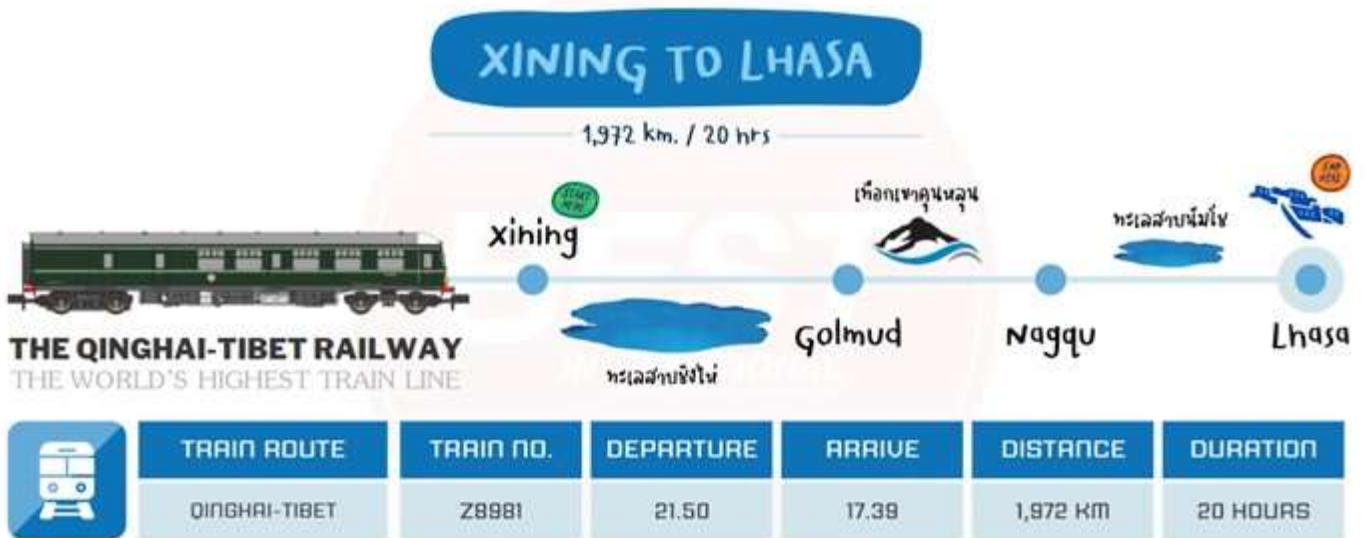 XINING TO LHASA
1,972 km. / 20 hrs
START HERE
xining
เทือกเขาคุนหลุน
ทะเลสาบนัมโซ
END HERE
Golmud
Nagqu
Lhasa
ทะเลสาบชิงไห่
THE QINGHAI-TIBET RAILWAY
THE WORLD'S HIGHEST TRAIN LINE
TRAIN ROUTE TRAIN NO. DEPARTURE ARRIVE DISTANCE DURATION
QINGHAI-TIBET Z8981 21.50 17.39 1,972 KM 20 HOURS